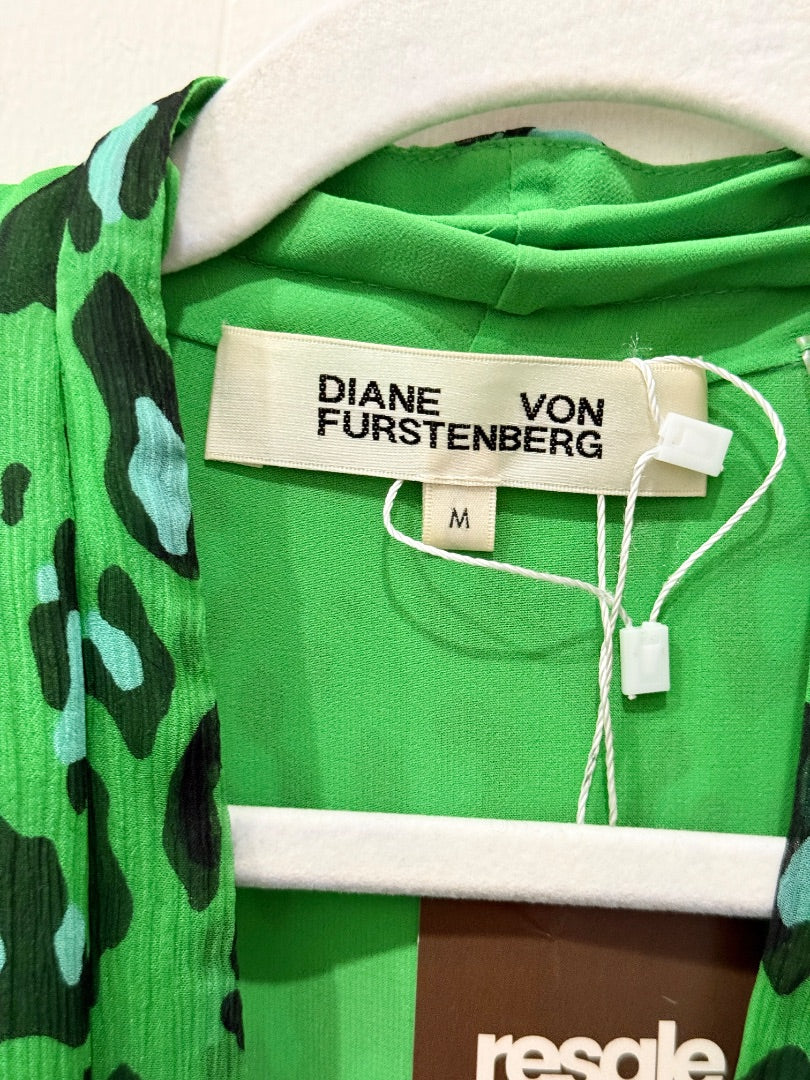 DIANE VON
FURSTENBERG
M
resale